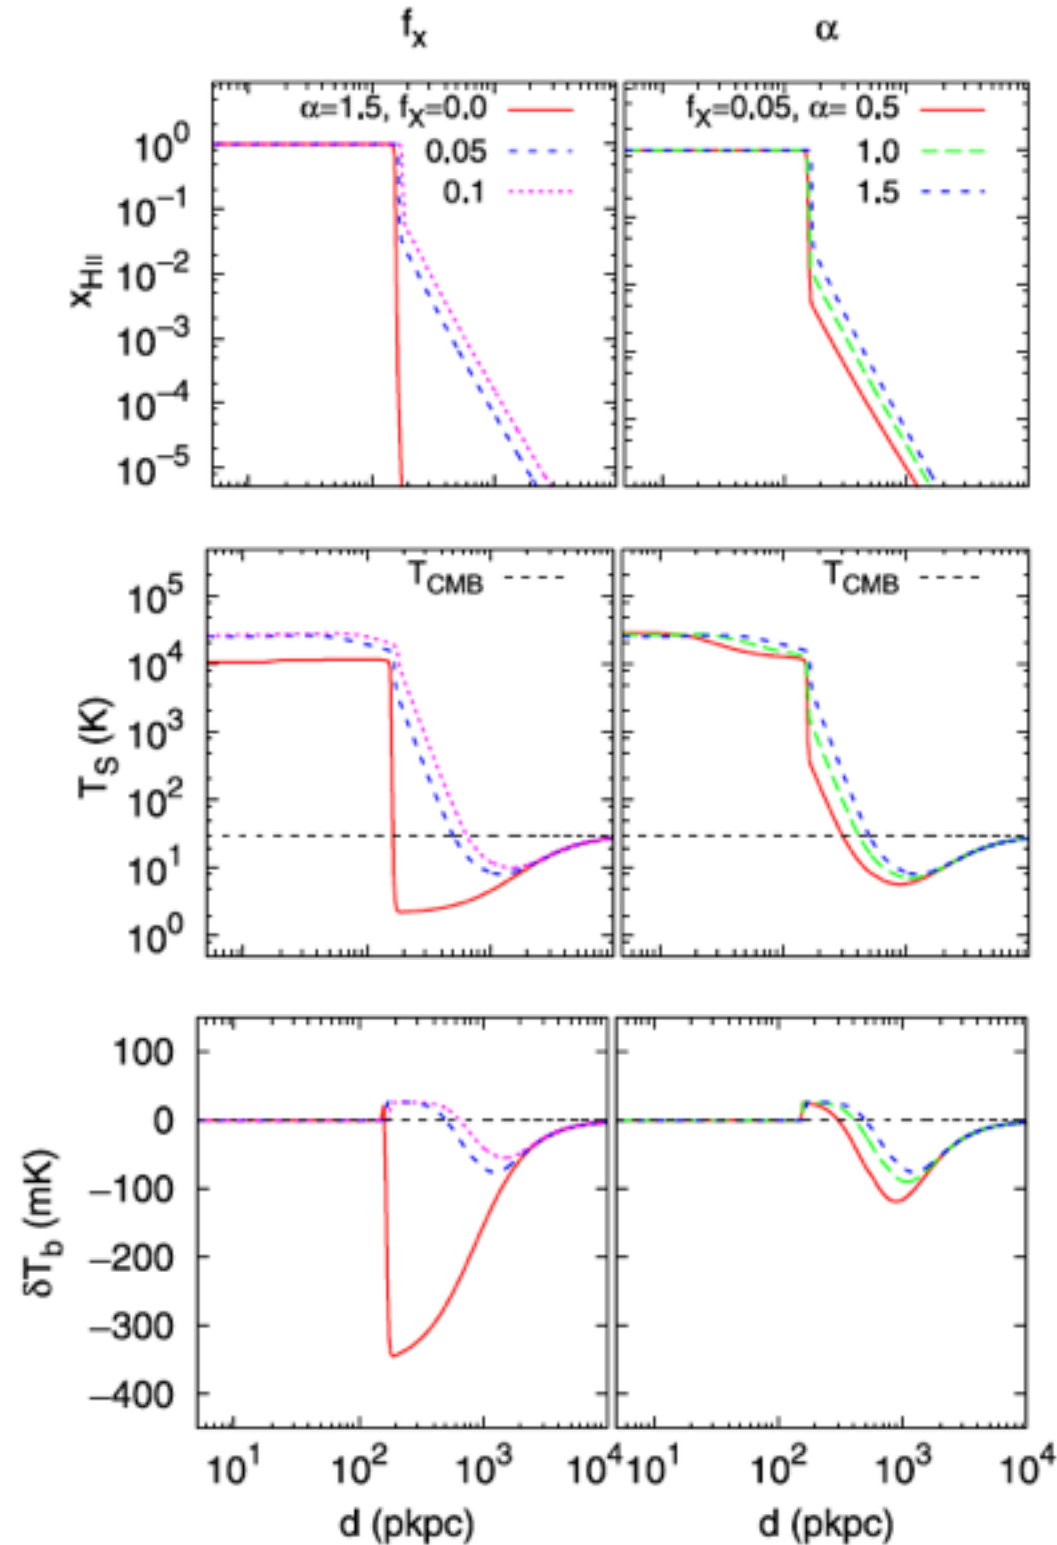 f_X α
α=1.5, f_X=0.0
0.05
0.1
f_X=0.05, α= 0.5
1.0
1.5
x_HII
10^0
10^−1
10^−2
10^−3
10^−4
10^−5
T_CMB T_CMB
T_S (K)
10^5
10^4
10^3
10^2
10^1
10^0
δT_b (mK)
100
0
−100
−200
−300
−400
10^1 10^2 10^3 10^4 10^1 10^2 10^3 10^4
d (pkpc) d (pkpc)